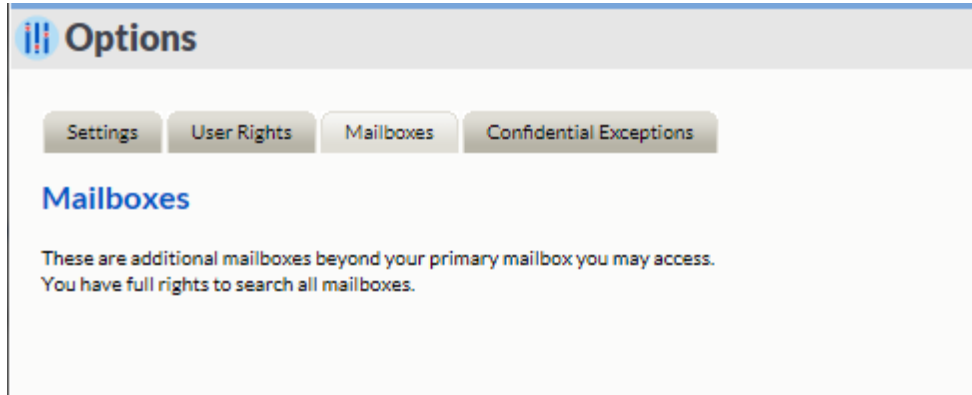 Options
Settings User Rights Mailboxes Confidential Exceptions
Mailboxes
These are additional mailboxes beyond your primary mailbox you may access.
You have full rights to search all mailboxes.